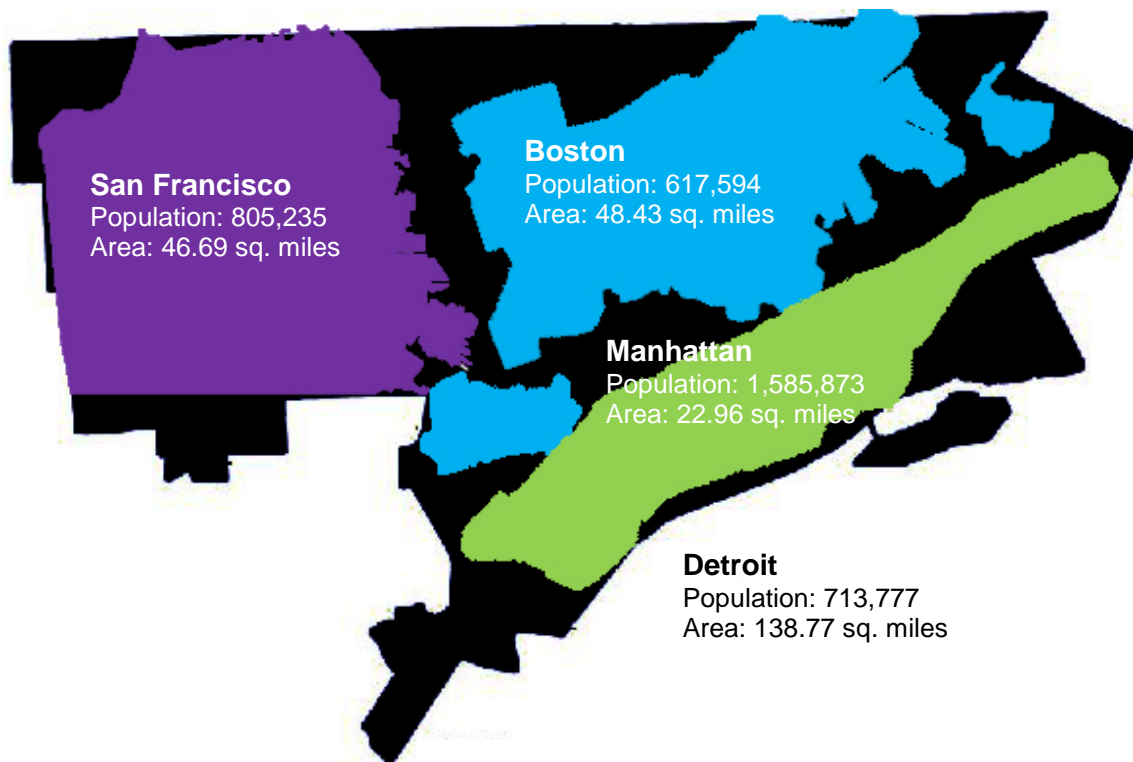 San Francisco
Population: 805,235
Area: 46.69 sq. miles
Boston
Population: 617,594
Area: 48.43 sq. miles
Manhattan
Population: 1,585,873
Area: 22.96 sq. miles
Detroit
Population: 713,777
Area: 138.77 sq. miles